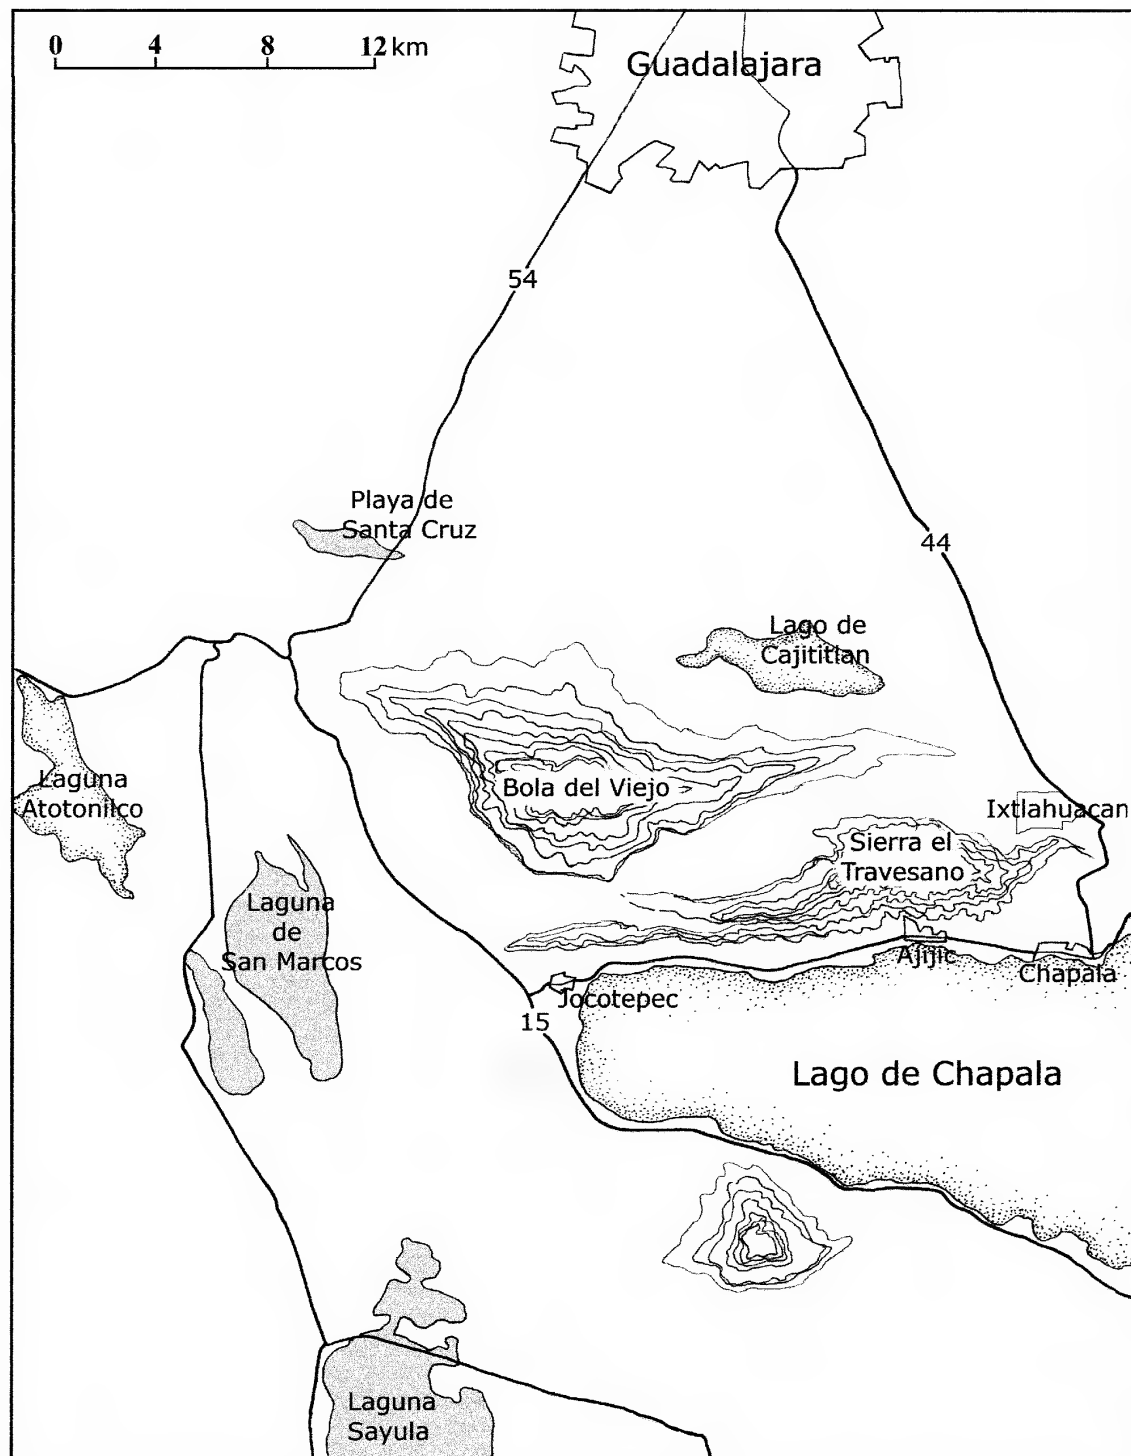 0 4 8 12 km
Guadalajara
54
Playa de
Santa Cruz
44
Lago de
Cajititlan
Laguna
Atotonilco
Bola del Viejo
Ixtlahuacan
Sierra el
Travesano
Laguna
de
San Marcos
Ajijic
Chapala
Jocotepec
15
Lago de Chapala
Laguna
Sayula